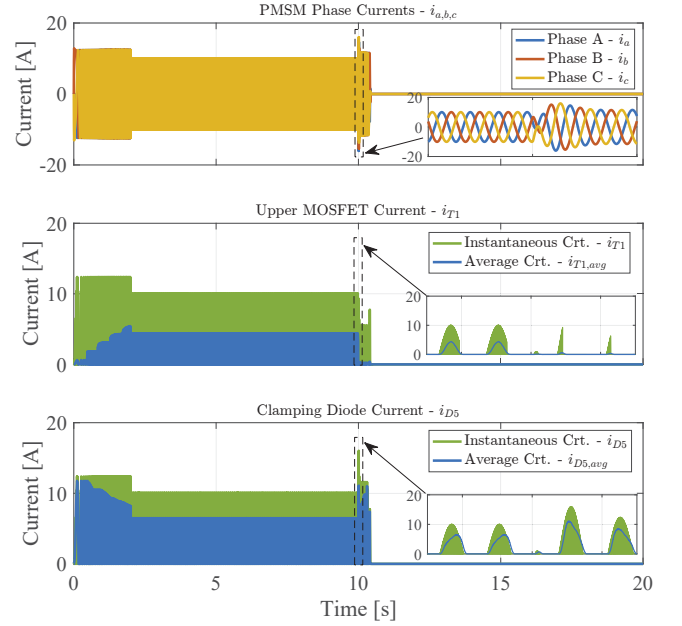 PMSM Phase Currents - i_{a,b,c}
20
10
0
-10
-20
Current [A]
Phase A - i_a
Phase B - i_b
Phase C - i_c
20
0
-20
Upper MOSFET Current - i_{T1}
20
10
0
Current [A]
Instantaneous Crt. - i_{T1}
Average Crt. - i_{T1,avg}
20
10
0
Clamping Diode Current - i_{D5}
20
10
0
Current [A]
Instantaneous Crt. - i_{D5}
Average Crt. - i_{D5,avg}
20
10
0
0
5
10
15
20
Time [s]